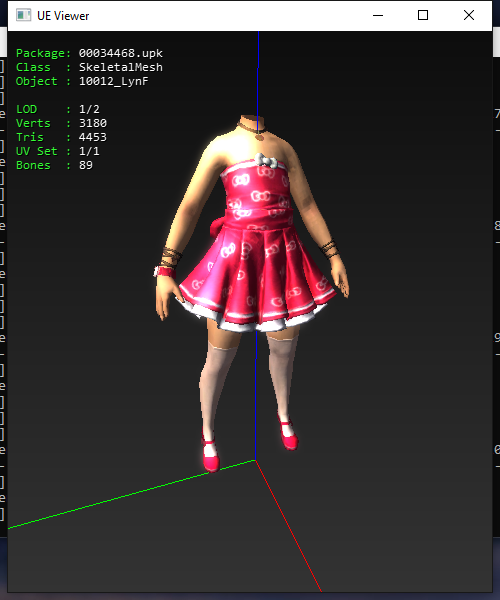 UE Viewer
Package: 00034468.upk
Class : SkeletalMesh
Object : 10012_LynF
LOD : 1/2
Verts : 3180
Tris : 4453
UV Set : 1/1
Bones : 89